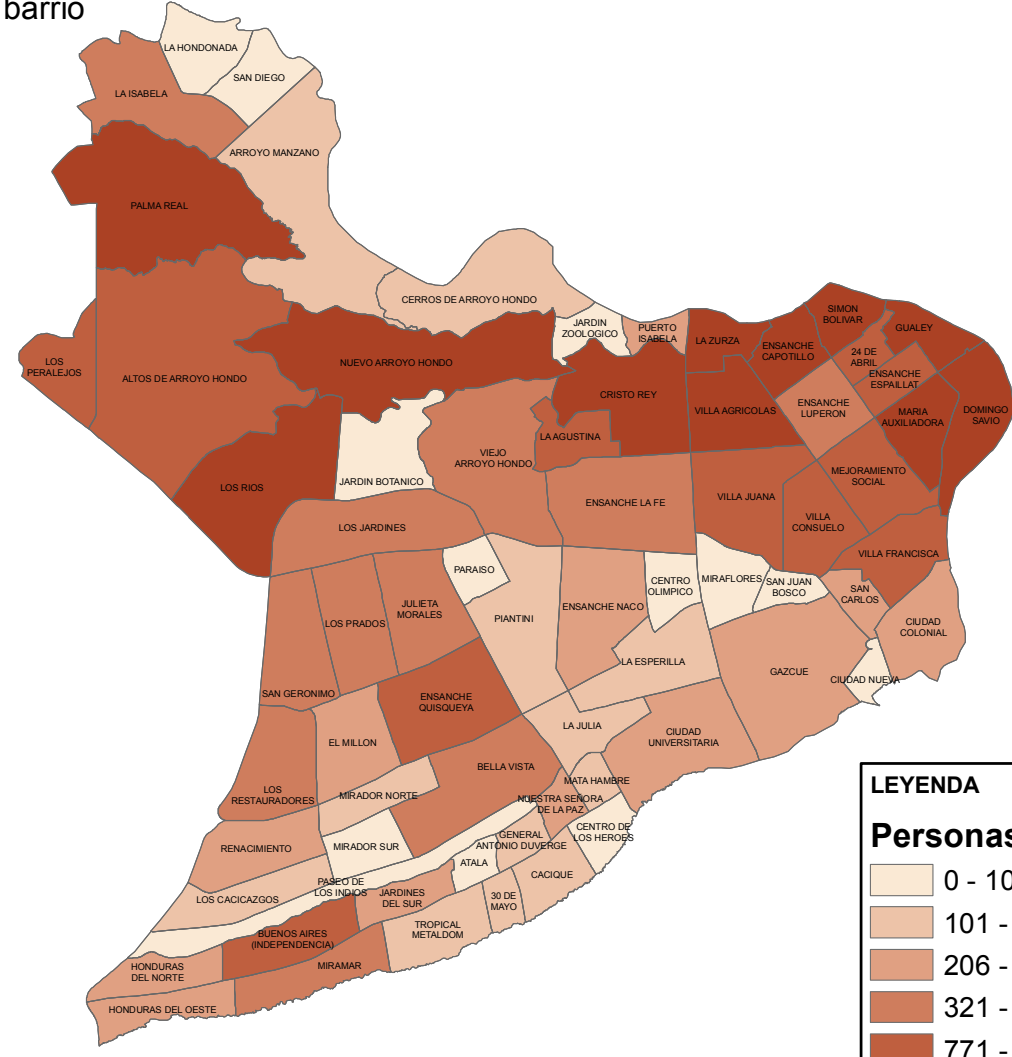 barrio
LA HONDONADA
SAN DIEGO
LA ISABELA
ARROYO MANZANO
PALMA REAL
CERROS DE ARROYO HONDO
JARDIN
ZOOLOGICO
PUERTO
ISABELA
LA ZURZA
SIMON
BOLIVAR
GUALEY
ENSANCHE
CAPOTILLO
24 DE
ABRIL
ENSANCHE
ESPAILLAT
LOS
PERALEJOS
ALTOS DE ARROYO HONDO
NUEVO ARROYO HONDO
CRISTO REY
VILLA AGRICOLAS
ENSANCHE
LUPERON
MARIA
AUXILIADORA
DOMINGO
SAVIO
LA AGUSTINA
VIEJO
ARROYO HONDO
MEJORAMIENTO
SOCIAL
LOS RIOS
JARDIN BOTANICO
ENSANCHE LA FE
VILLA JUANA
VILLA
CONSUELO
LOS JARDINES
VILLA FRANCISCA
PARAISO
CENTRO
OLIMPICO
MIRAFLORES
SAN JUAN
BOSCO
SAN
CARLOS
JULIETA
MORALES
LOS PRADOS
PIANTINI
ENSANCHE NACO
CIUDAD
COLONIAL
LA ESPERILLA
GAZCUE
CIUDAD NUEVA
SAN GERONIMO
ENSANCHE
QUISQUEYA
LA JULIA
CIUDAD
UNIVERSITARIA
EL MILLON
BELLA VISTA
MATA HAMBRE
LOS
RESTAURADORES
MIRADOR NORTE
NUESTRA SEÑORA
DE LA PAZ
CENTRO DE
LOS HEROES
GENERAL
ANTONIO DUVERGE
RENACIMIENTO
MIRADOR SUR
ATALA
CACIQUE
PASEO DE
LOS INDIOS
LOS CACICAZGOS
JARDINES
DEL SUR
30 DE
MAYO
TROPICAL
METALDOM
BUENOS AIRES
(INDEPENDENCIA)
MIRAMAR
HONDURAS
DEL NORTE
HONDURAS DEL OESTE
LEYENDA
Personas
0 - 10
101 -
206 -
321 -
771 -